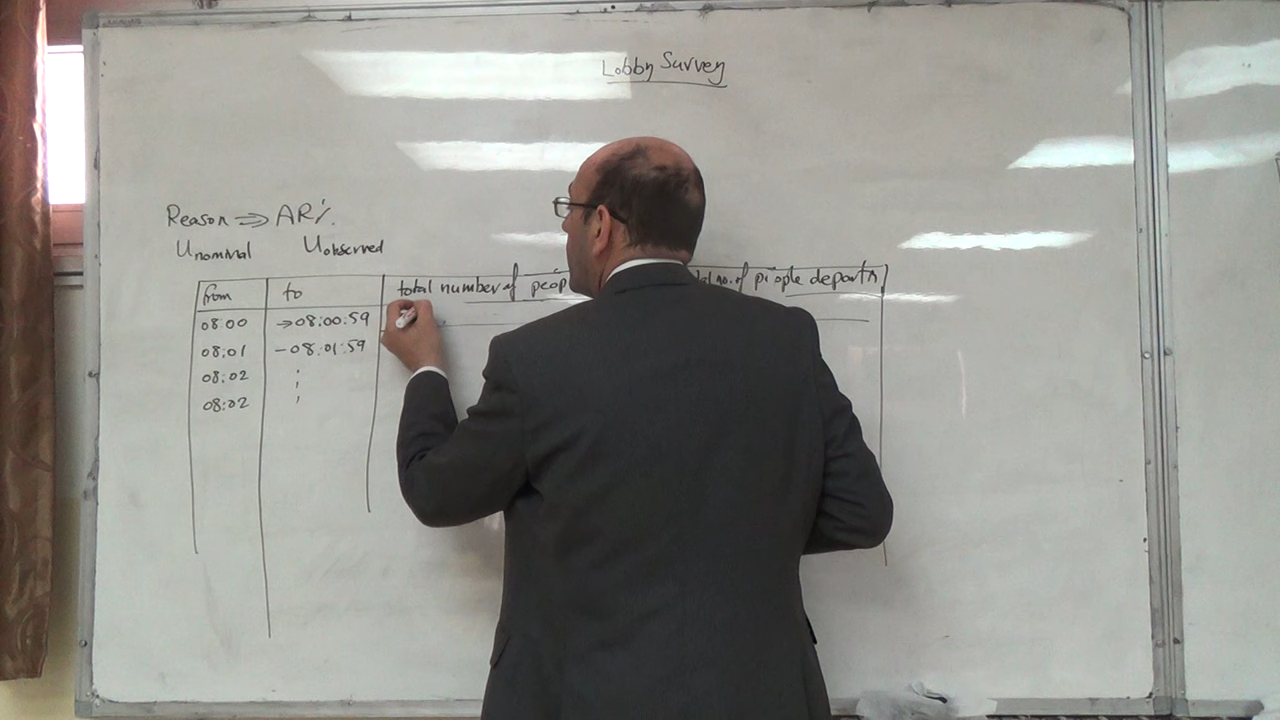 Lobby Survey
Reason => AR%
Unominal Uobserved
from to total number of peop no. of people departn
08:00 →08:00:59
08:01 -08:01:59
08:02
08:02